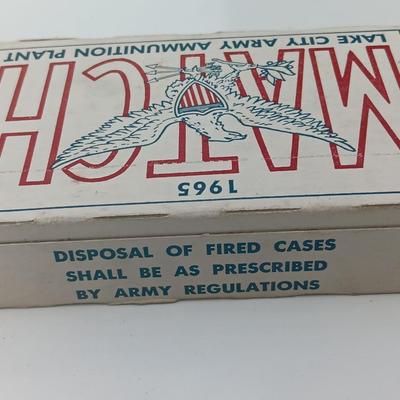 LAKE CITY ARMY AMMUNITION PLANT
MATCH
1965
DISPOSAL OF FIRED CASES
SHALL BE AS PRESCRIBED
BY ARMY REGULATIONS